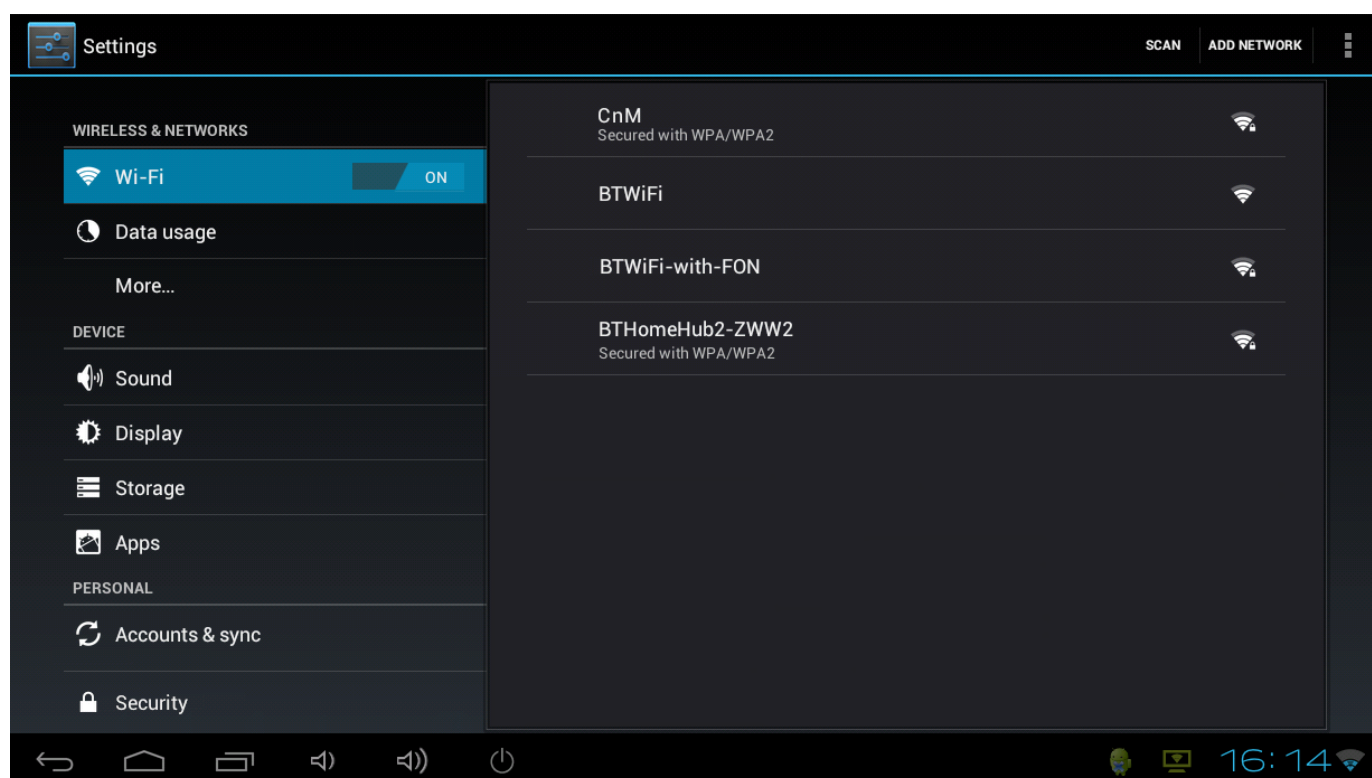 Settings
SCAN
ADD NETWORK
WIRELESS & NETWORKS
Wi-Fi
ON
Data usage
More...
DEVICE
Sound
Display
Storage
Apps
PERSONAL
Accounts & sync
Security
CnM
Secured with WPA/WPA2
BTWiFi
BTWiFi-with-FON
BTHomeHub2-ZWW2
Secured with WPA/WPA2
16:14